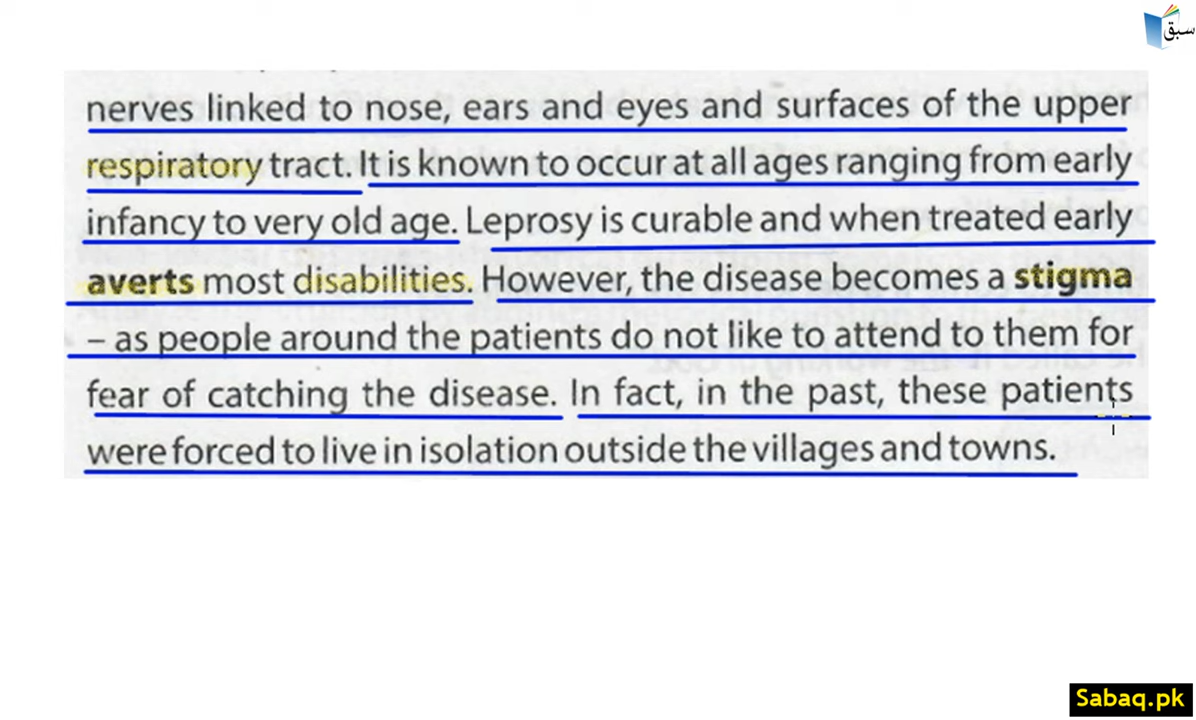 سبق
nerves linked to nose, ears and eyes and surfaces of the upper
respiratory tract. It is known to occur at all ages ranging from early
infancy to very old age. Leprosy is curable and when treated early
averts most disabilities. However, the disease becomes a stigma
– as people around the patients do not like to attend to them for
fear of catching the disease. In fact, in the past, these patients
were forced to live in isolation outside the villages and towns.
Sabaq.pk